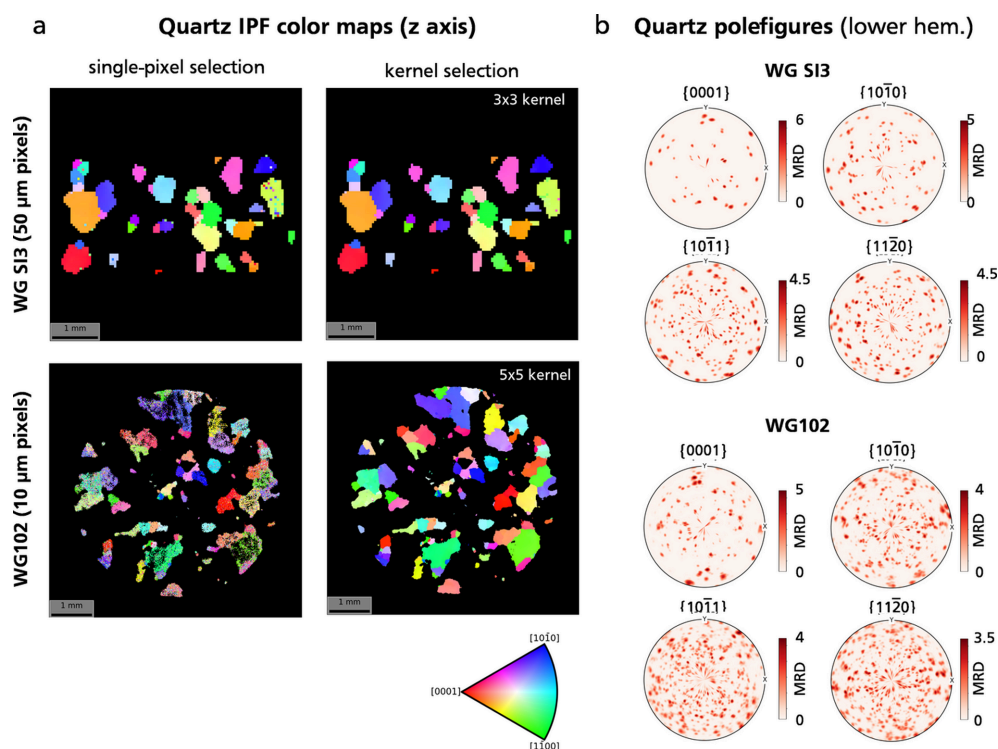 a
Quartz IPF color maps (z axis)
single-pixel selection
kernel selection
WG SI3 (50 µm pixels)
3x3 kernel
1 mm
1 mm
WG102 (10 µm pixels)
5x5 kernel
1 mm
1 mm
[0001]
[101̅0]
[1̅100]
b
Quartz polefigures (lower hem.)
WG SI3
{0001}
{101̅0}
Y
X
6
MRD
0
Y
X
5
MRD
0
{101̅1}
{112̅0}
Y
X
4.5
MRD
0
Y
X
4.5
MRD
0
WG102
{0001}
{101̅0}
Y
X
5
MRD
0
Y
X
4
MRD
0
{101̅1}
{112̅0}
Y
X
4
MRD
0
Y
X
3.5
MRD
0